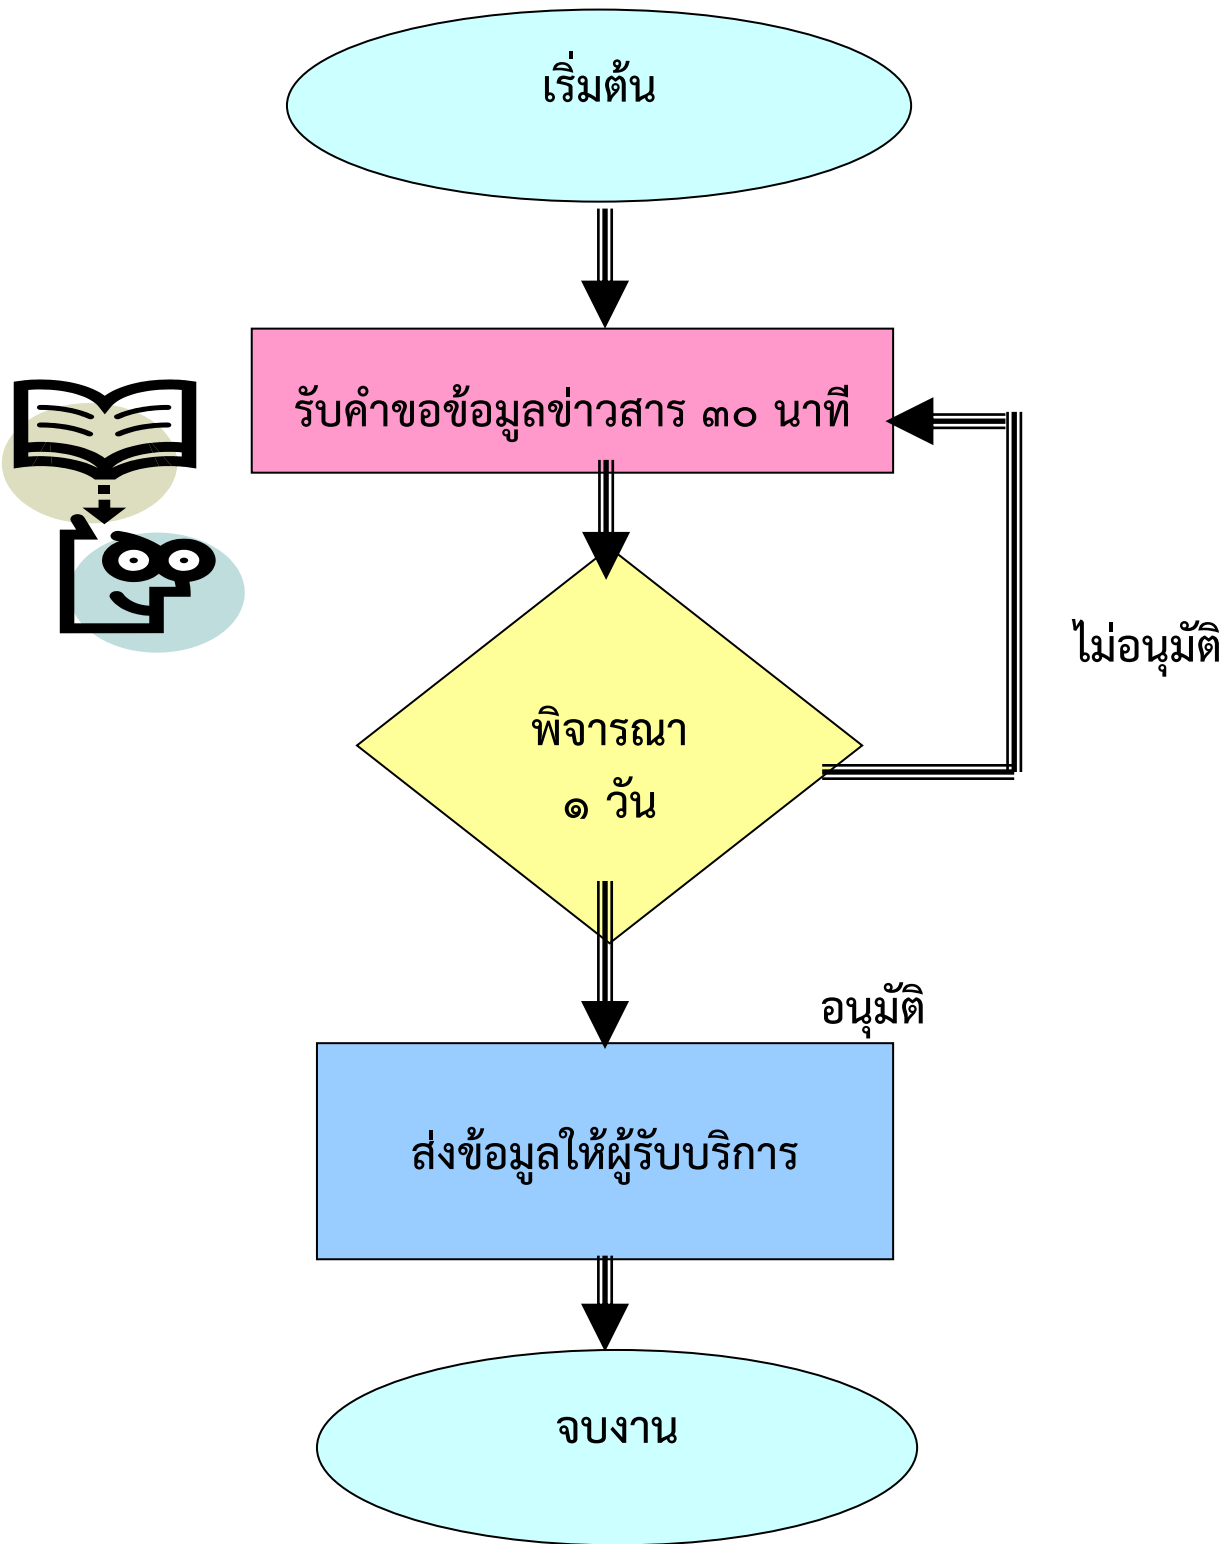 เริ่มต้น
รับคำขอข้อมูลข่าวสาร ๓๐ นาที
ไม่อนุมัติ
พิจารณา
๑ วัน
อนุมัติ
ส่งข้อมูลให้ผู้รับบริการ
จบงาน